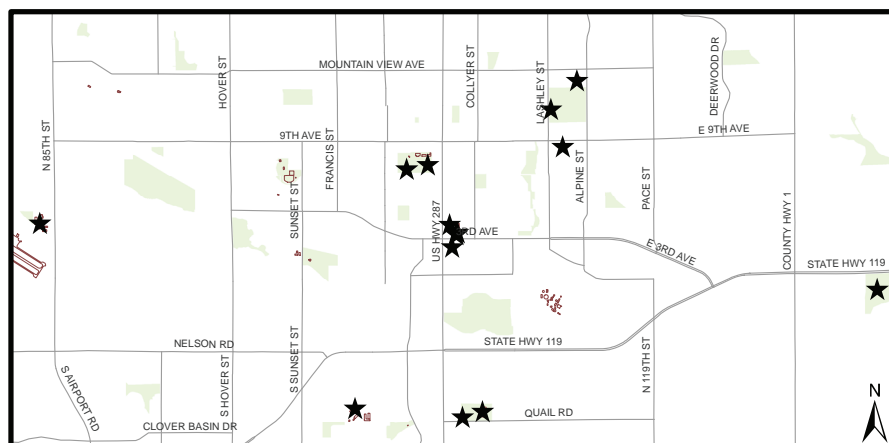 MOUNTAIN VIEW AVE
HOVER ST
COLLYER ST
LASHLEY ST
DEERWOOD DR
N 85TH ST
9TH AVE
FRANCIS ST
E 9TH AVE
SUNSET ST
ALPINE ST
PACE ST
US HWY 287
3RD AVE
E 3RD AVE
COUNTY HWY 1
STATE HWY 119
NELSON RD
STATE HWY 119
S AIRPORT RD
S HOVER ST
S SUNSET ST
N 119TH ST
CLOVER BASIN DR
QUAIL RD
N